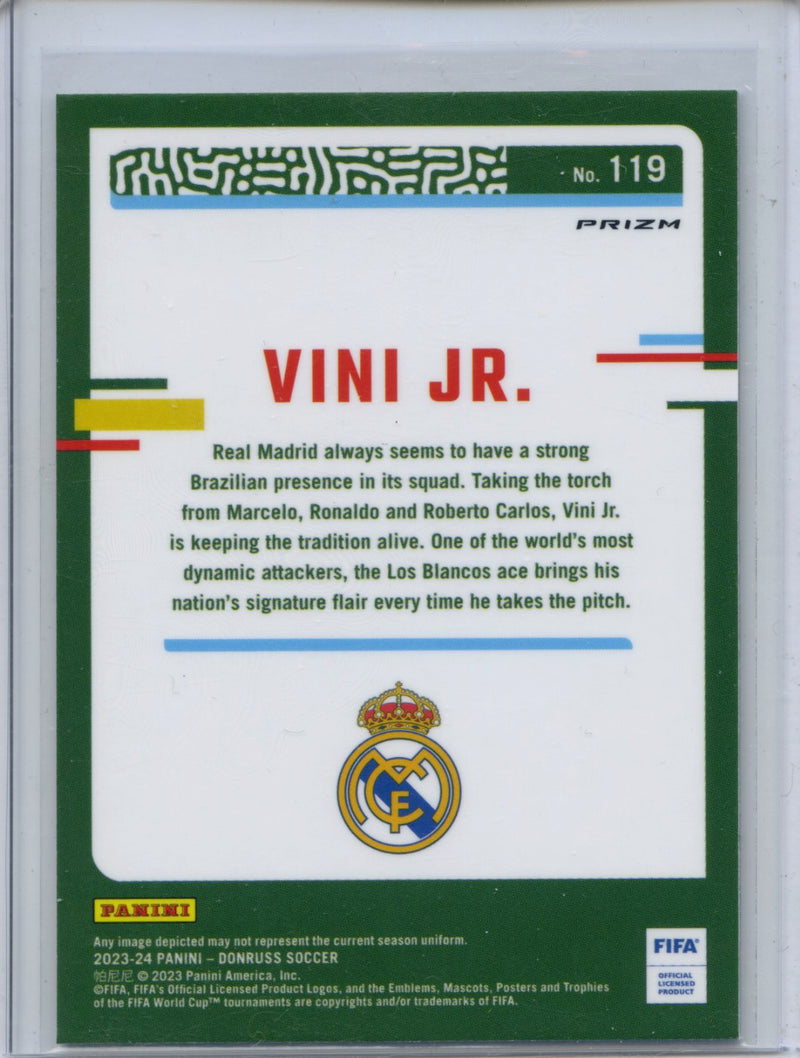 No. 119
PRIZM
VINI JR.
Real Madrid always seems to have a strong
Brazilian presence in its squad. Taking the torch
from Marcelo, Ronaldo and Roberto Carlos, Vini Jr.
is keeping the tradition alive. One of the world's most
dynamic attackers, the Los Blancos ace brings his
nation's signature flair every time he takes the pitch.
MCF
PANINI
Any image depicted may not represent the current season uniform.
2023-24 PANINI – DONRUSS SOCCER
帕尼尼 © 2023 Panini America, Inc.
©FIFA, FIFA's Official Licensed Product Logos, and the Emblems, Mascots, Posters and Trophies
of the FIFA World Cup™ tournaments are copyrights and/or trademarks of FIFA.
FIFA®
OFFICIAL
LICENSED
PRODUCT